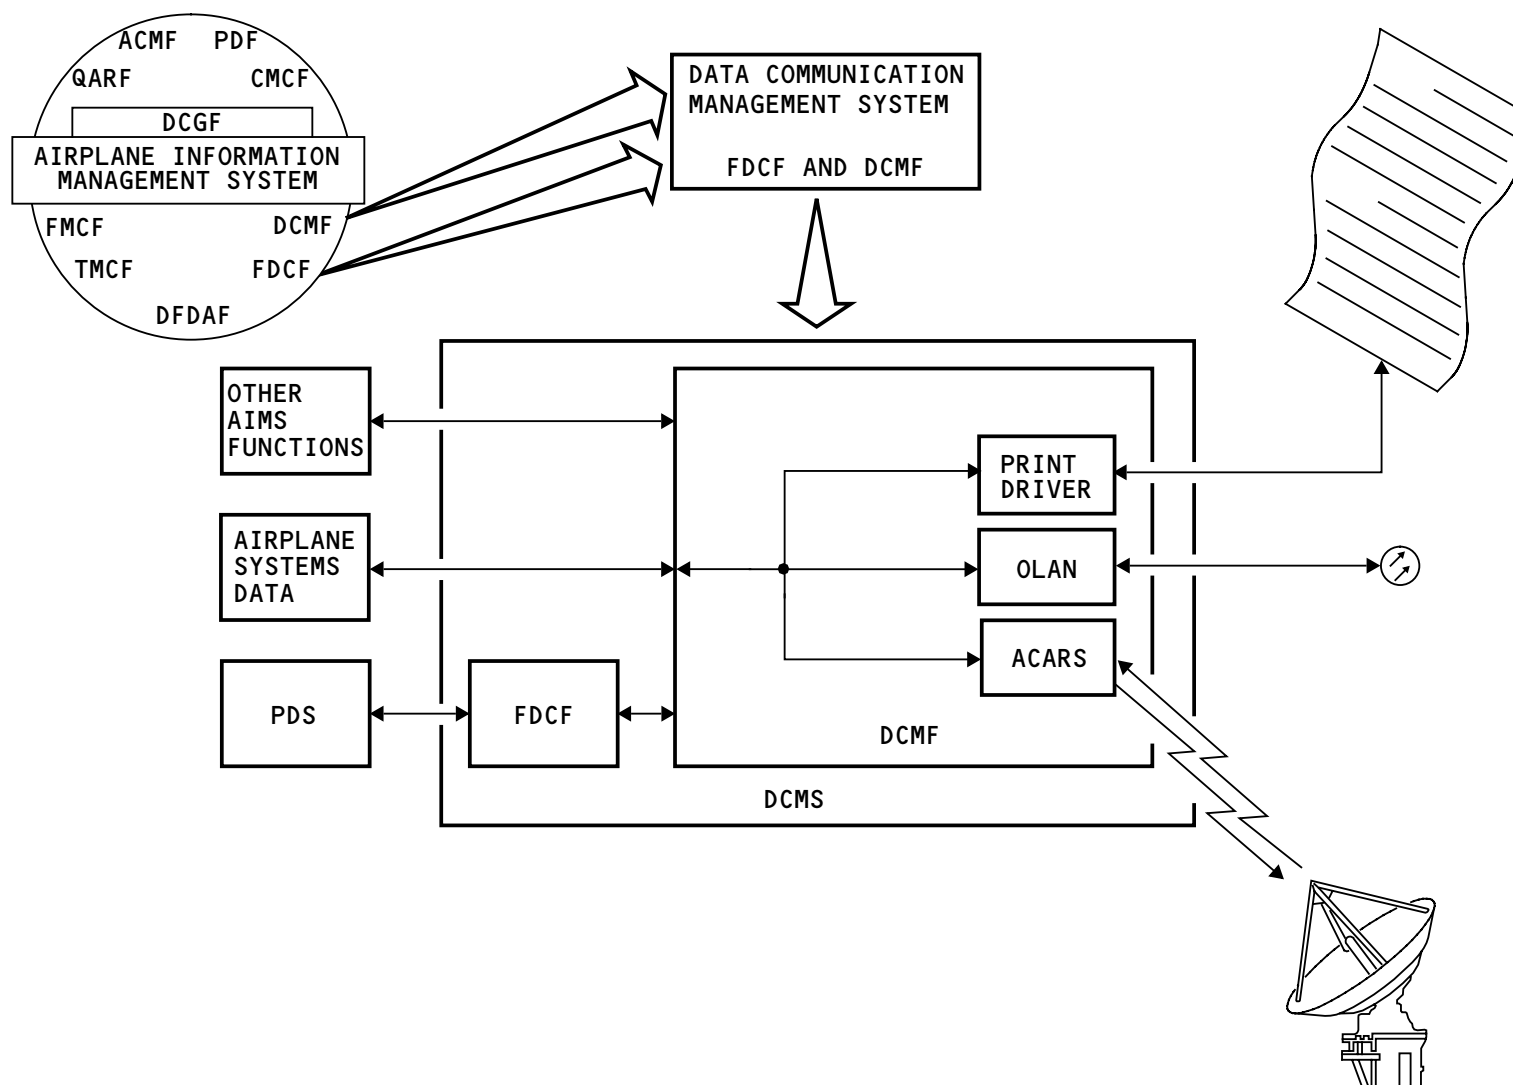 ACMF PDF
QARF CMCF
DCGF
AIRPLANE INFORMATION
MANAGEMENT SYSTEM
FMCF DCMF
TMCF FDCF
DFDAF
DATA COMMUNICATION
MANAGEMENT SYSTEM
FDCF AND DCMF
OTHER
AIMS
FUNCTIONS
AIRPLANE
SYSTEMS
DATA
PDS
FDCF
PRINT
DRIVER
OLAN
ACARS
DCMF
DCMS